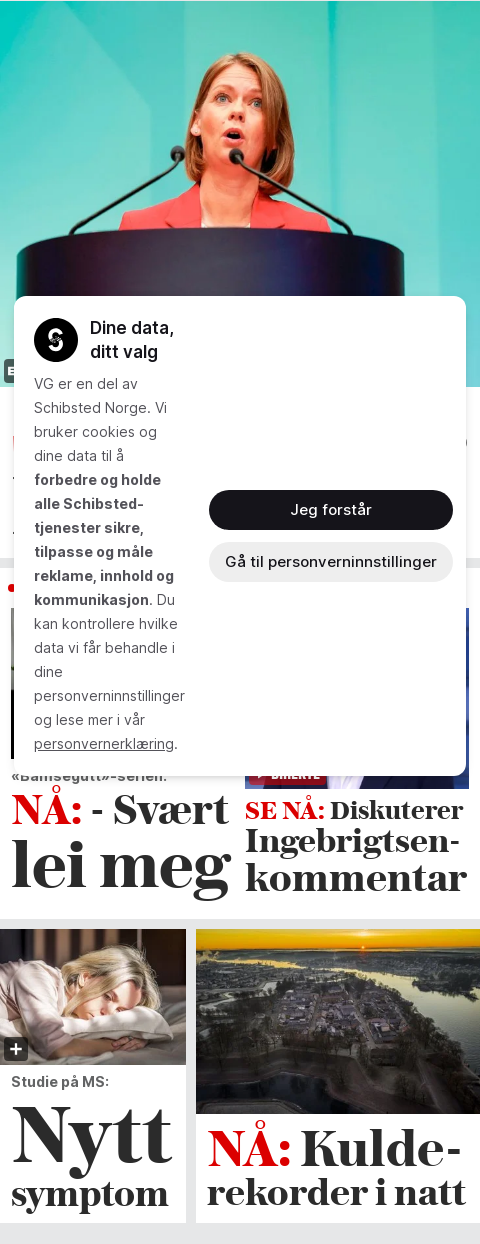 Dine data,
ditt valg
VG er en del av
Schibsted Norge. Vi
bruker cookies og
dine data til å
forbedre og holde
alle Schibsted-
tjenester sikre,
tilpasse og måle
reklame, innhold og
kommunikasjon. Du
kan kontrollere hvilke
data vi får behandle i
dine
personverninnstillinger
og lese mer i vår
personvernerklæring.
Jeg forstår
Gå til personverninnstillinger
«Bamsegutt»-serien:
NÅ: - Svært
lei meg
DIREKTE
SE NÅ: Diskuterer
Ingebrigtsen-
kommentar
Studie på MS:
Nytt
symptom
NÅ: Kulde-
rekorder i natt